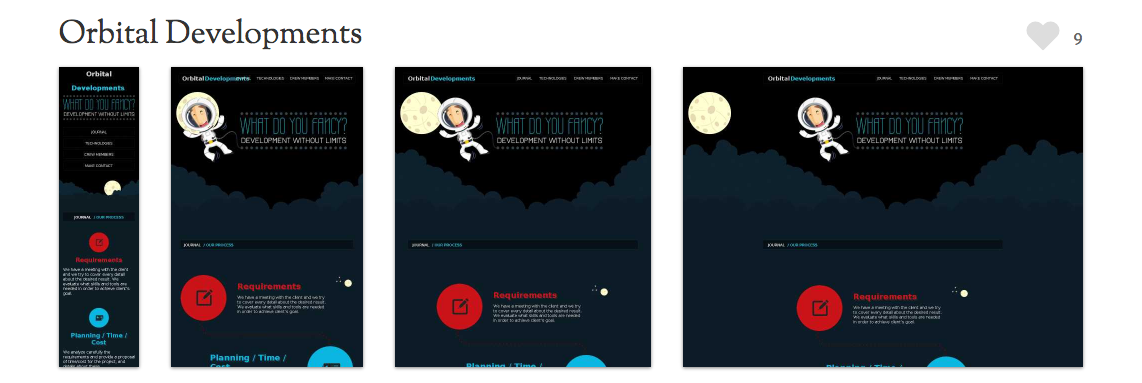 Orbital Developments
9
Orbital
Developments
WHAT DO YOU FANCY?
DEVELOPMENT WITHOUT LIMITS
JOURNAL
TECHNOLOGIES
CREW MEMBERS
MAKE CONTACT
JOURNAL / OUR PROCESS
Requirements
We have a meeting with the client
and we try to cover every detail
about the desired result. We
evaluate what skills and tools are
needed in order to achieve client's
goal.
Planning / Time /
Cost
We analyze carefully the
requirements and provide a proposal
of timework for the project, and
OrbitalDevelopments TECHNOLOGIES CREW MEMBERS MAKE CONTACT
WHAT DO YOU FANCY?
DEVELOPMENT WITHOUT LIMITS
JOURNAL / OUR PROCESS
Requirements
We have a meeting with the client and we try
to cover every detail about the desired result.
We evaluate what skills and tools are needed
in order to achieve client's goal.
Planning / Time /
Cost
OrbitalDevelopments JOURNAL TECHNOLOGIES CREW MEMBERS MAKE CONTACT
WHAT DO YOU FANCY?
DEVELOPMENT WITHOUT LIMITS
JOURNAL / OUR PROCESS
Requirements
We have a meeting with the client and we try
to cover every detail about the desired result.
We evaluate what skills and tools are needed
in order to achieve client's goal.
Planning / Time /
OrbitalDevelopments JOURNAL TECHNOLOGIES CREW MEMBERS MAKE CONTACT
WHAT DO YOU FANCY?
DEVELOPMENT WITHOUT LIMITS
JOURNAL / OUR PROCESS
Requirements
We have a meeting with the client and we try
to cover every detail about the desired result.
We evaluate what skills and tools are needed
in order to achieve client's goal.
Planning / Time /